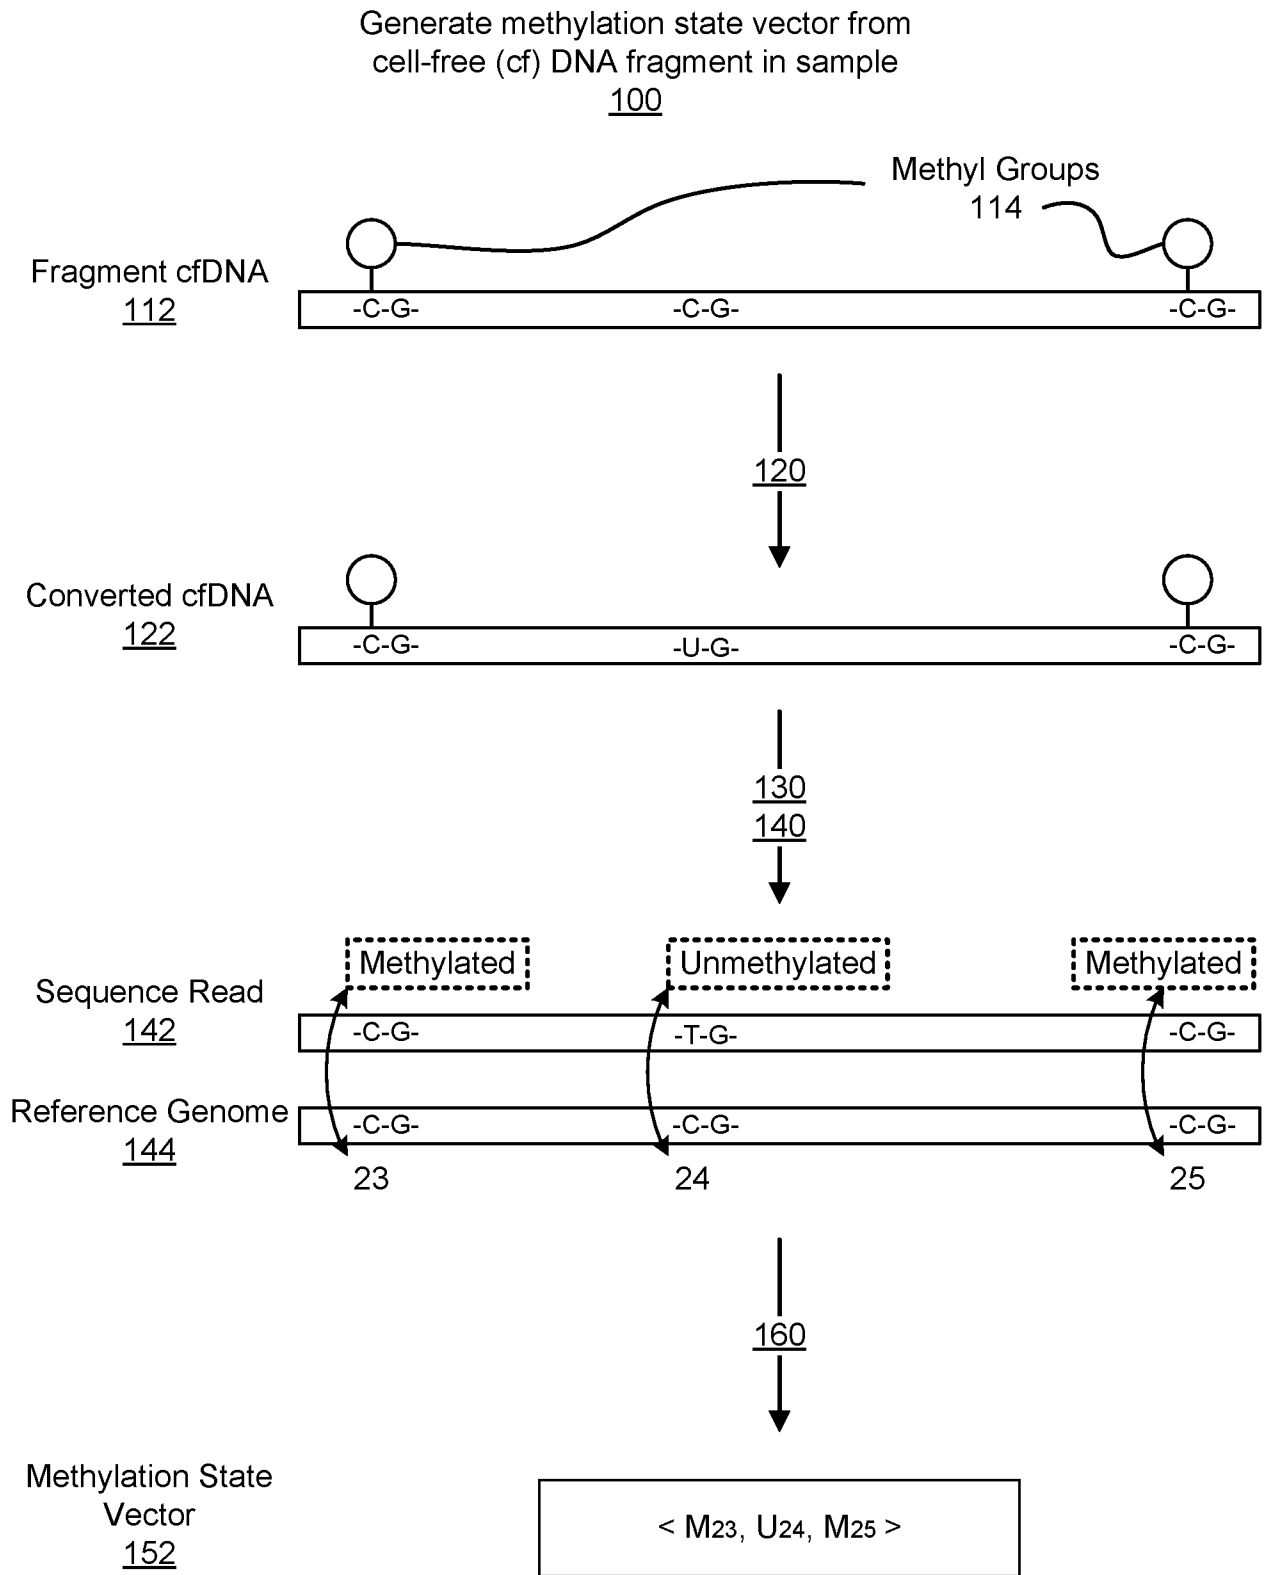 Generate methylation state vector from
cell-free (cf) DNA fragment in sample
100
Methyl Groups
114
Fragment cfDNA
112
-C-G- -C-G- -C-G-
120
Converted cfDNA
122
-C-G- -U-G- -C-G-
130
140
Methylated Unmethylated Methylated
Sequence Read
142
-C-G- -T-G- -C-G-
Reference Genome
144
-C-G- -C-G- -C-G-
23 24 25
160
Methylation State
Vector
152
< M23, U24, M25 >